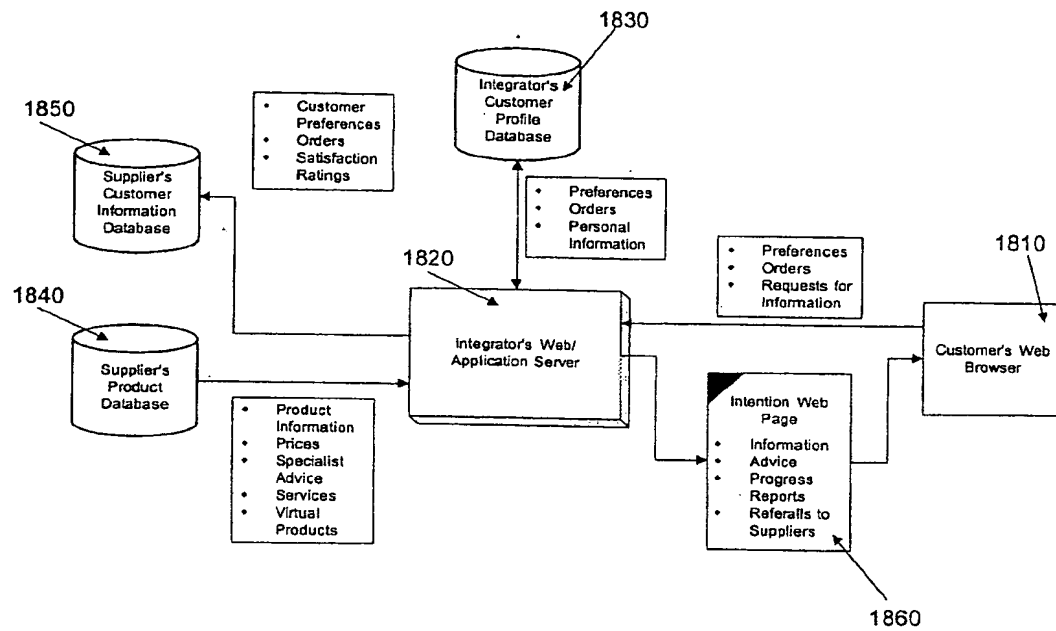 1830
Integrator's
Customer
Profile
Database
1850
• Customer
Preferences
• Orders
• Satisfaction
Ratings
Supplier's
Customer
Information
Database
• Preferences
• Orders
• Personal
Information
1820
• Preferences
• Orders
• Requests for
Information
1810
1840
Integrator's Web/
Application Server
Customer's Web
Browser
Supplier's
Product
Database
• Product
Information
• Prices
• Specialist
Advice
• Services
• Virtual
Products
Intention Web
Page
• Information
• Advice
• Progress
Reports
• Referalls to
Suppliers
1860